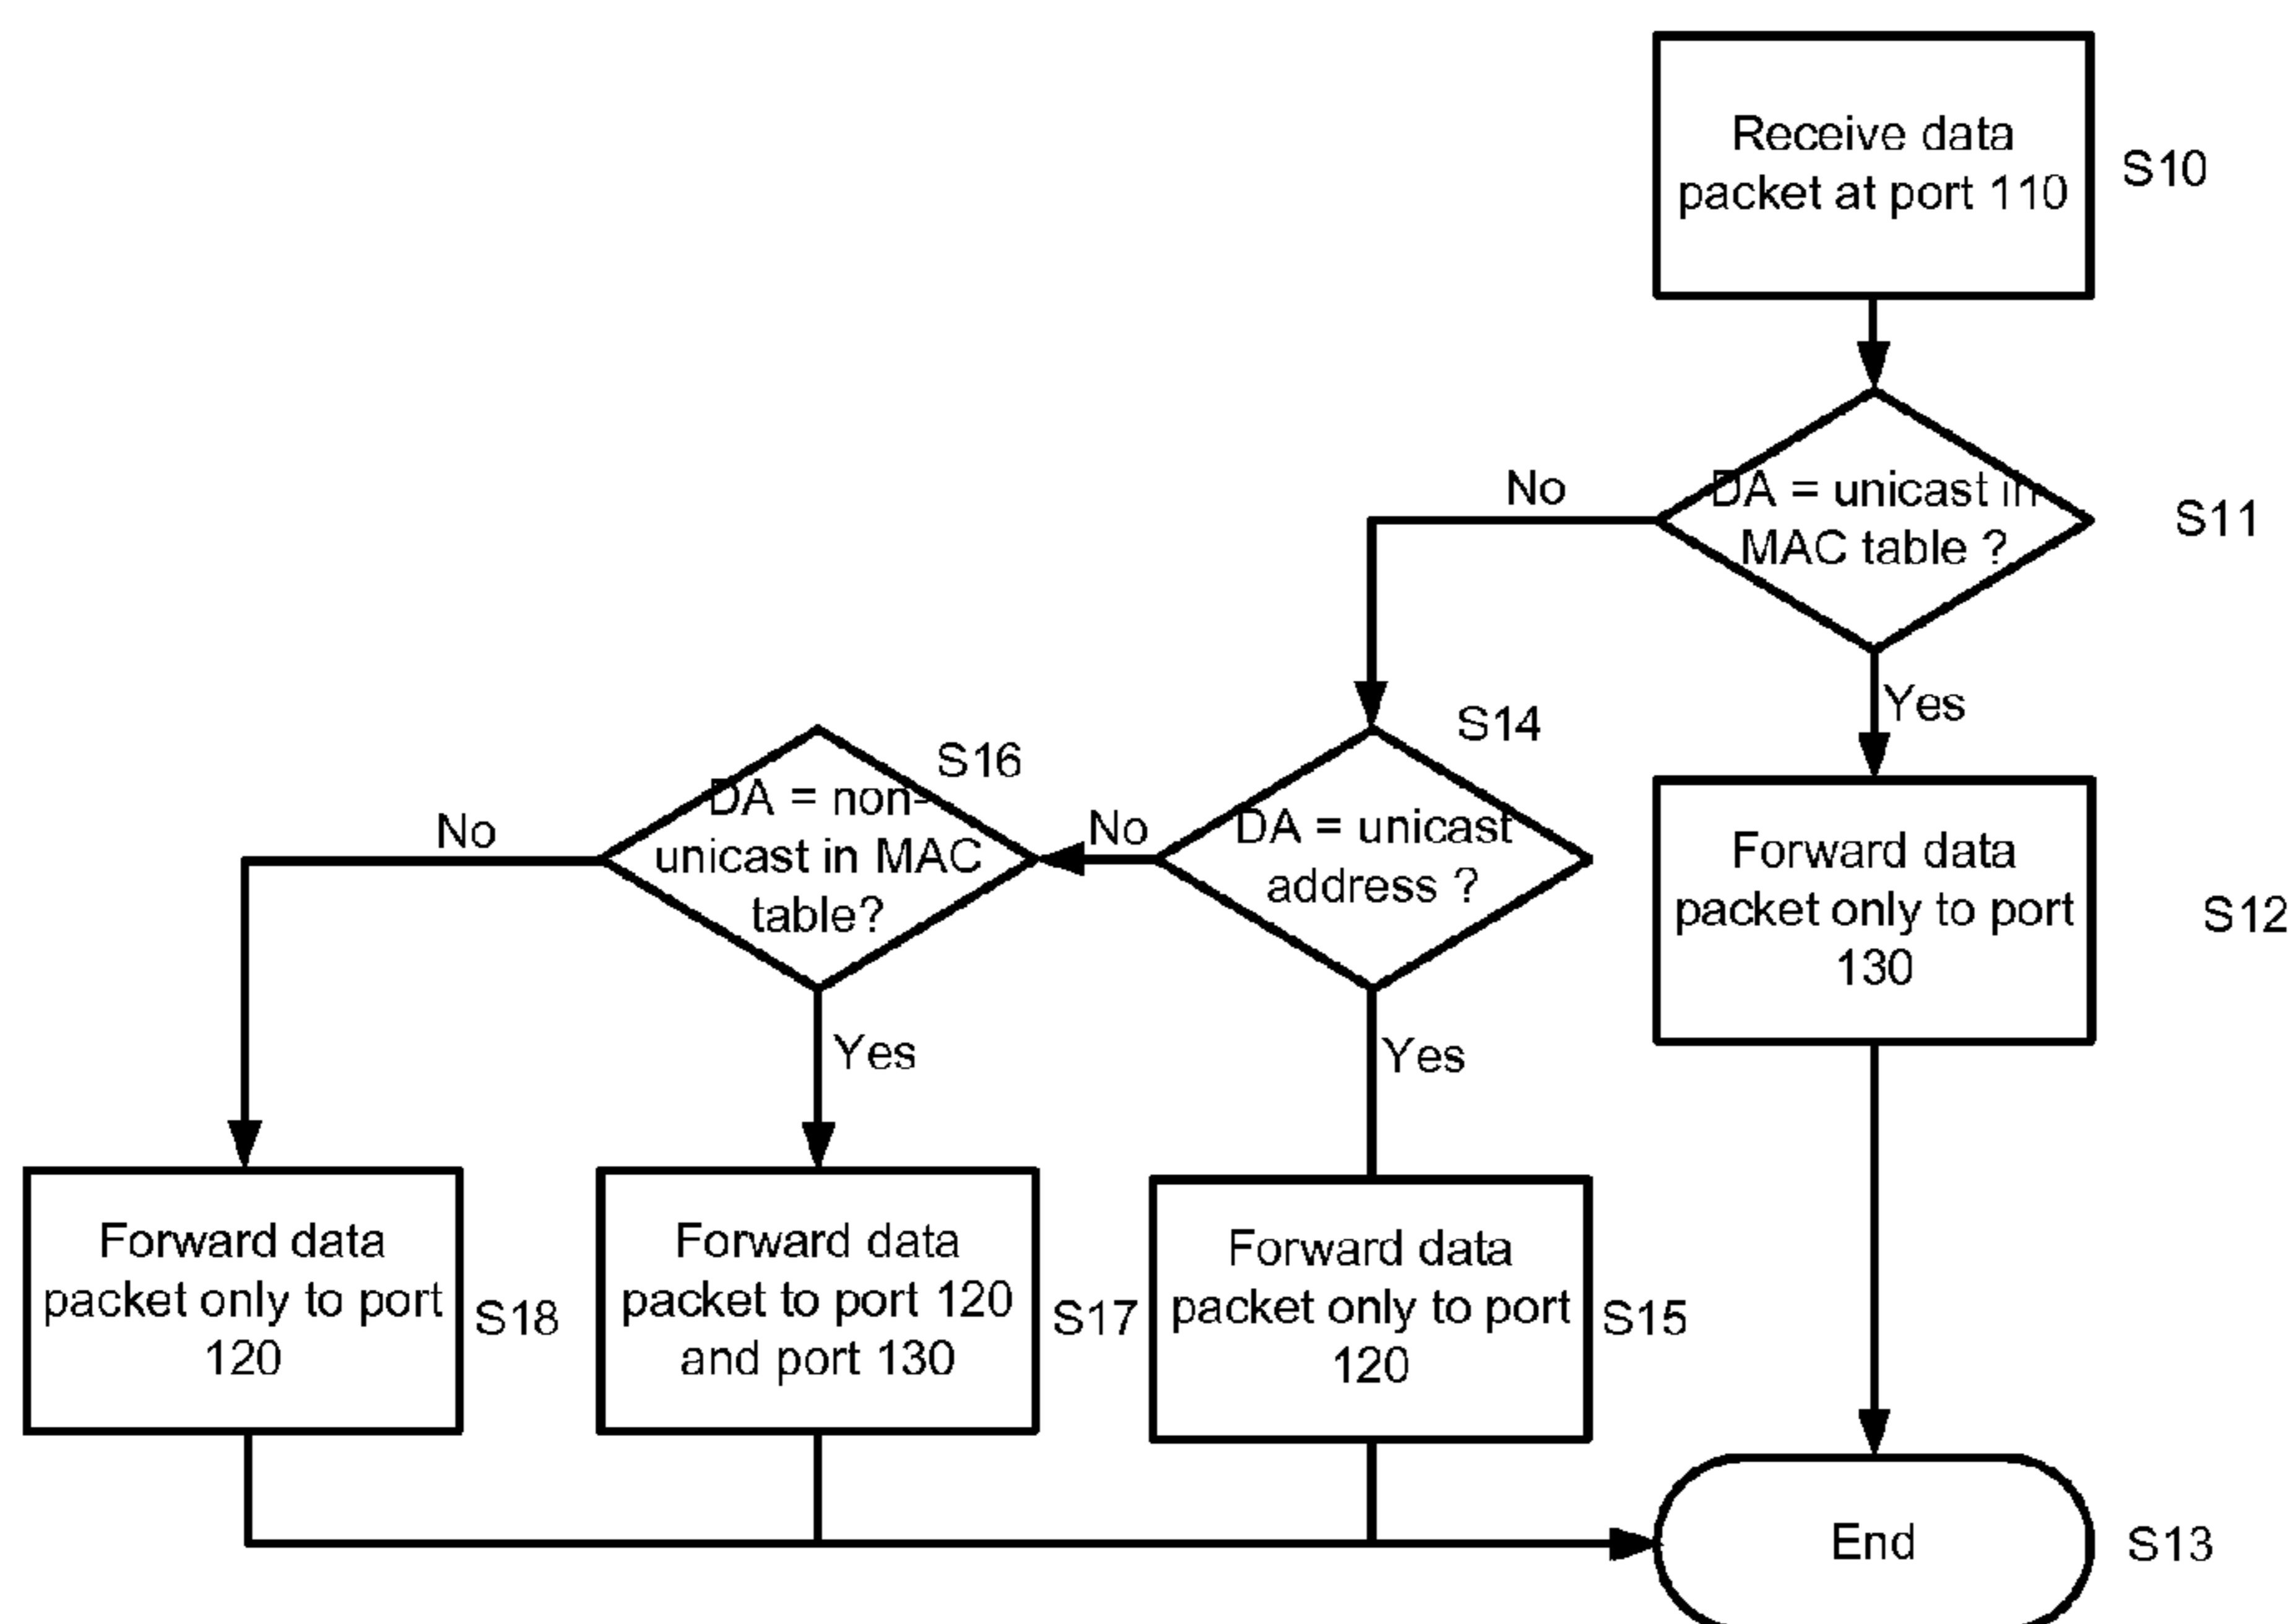 Receive data
packet at port 110
S10
DA = unicast in
MAC table ?
S11
No
Yes
Forward data
packet only to port
130
S12
S14
DA = unicast
address ?
No
Yes
S16
DA = non-
unicast in MAC
table?
No
Yes
Forward data
packet only to port
120
S18
Forward data
packet to port 120
and port 130
S17
Forward data
packet only to port
120
S15
End
S13